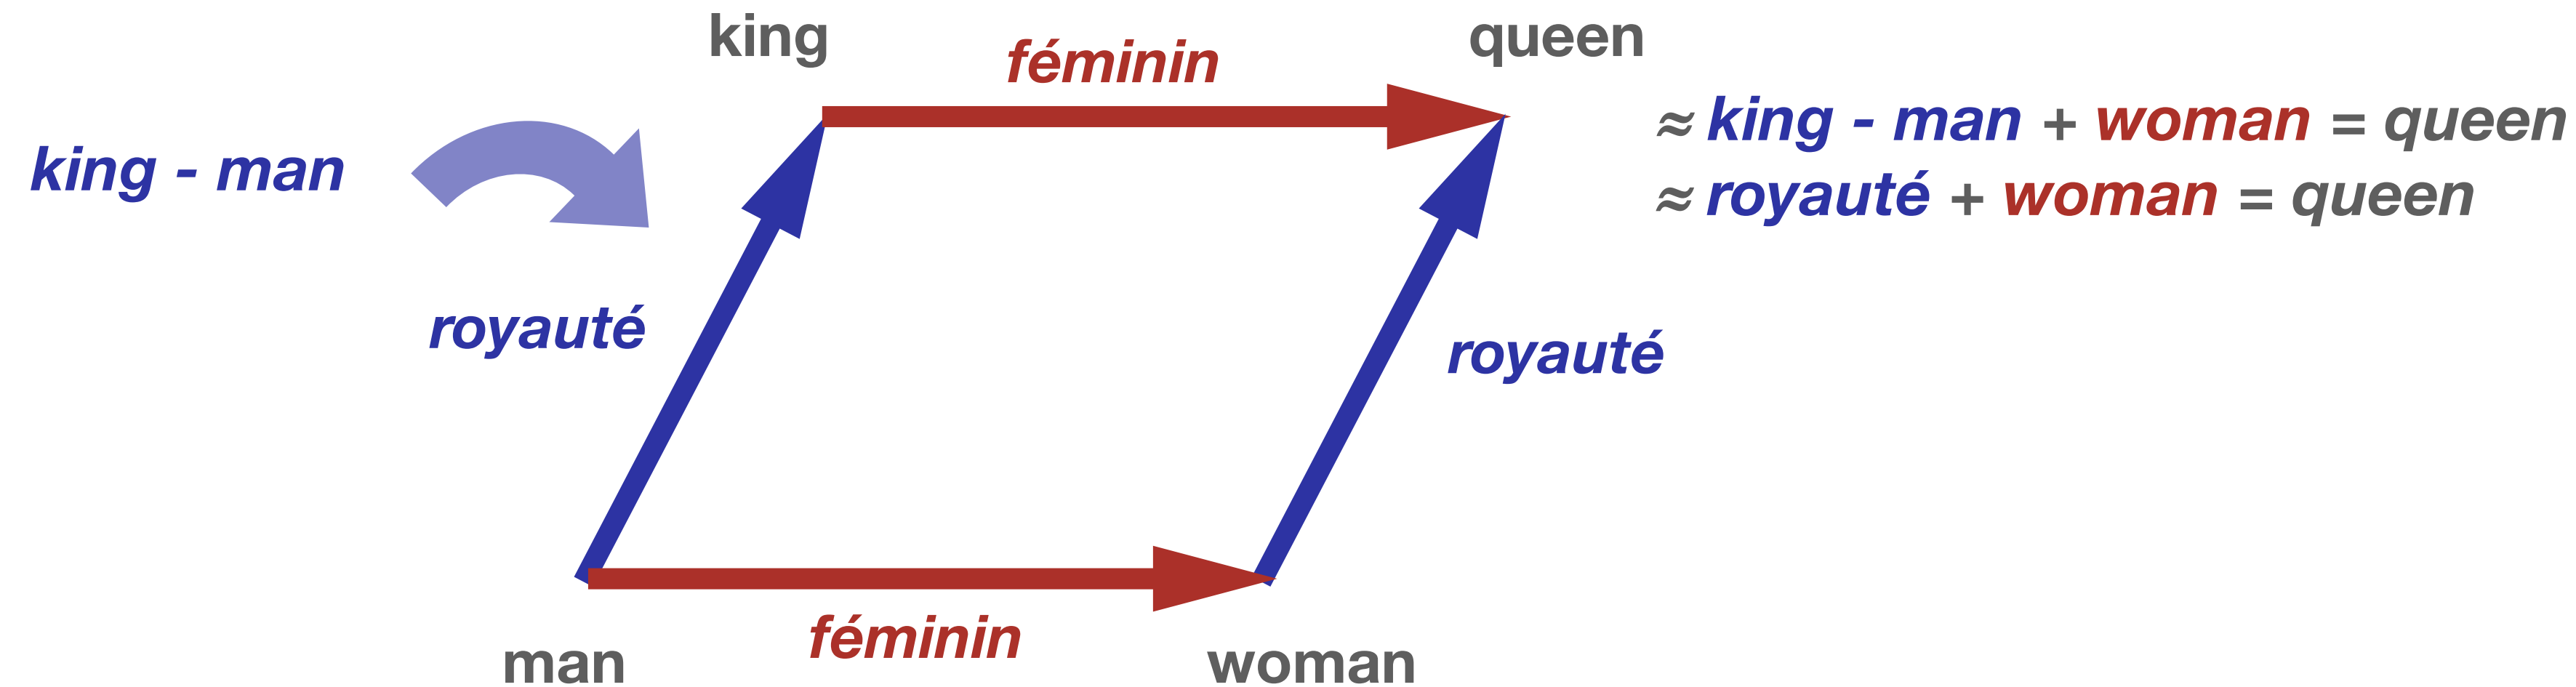 king
queen
féminin
king - man
≈ king - man + woman = queen
≈ royauté + woman = queen
royauté
royauté
féminin
man
woman